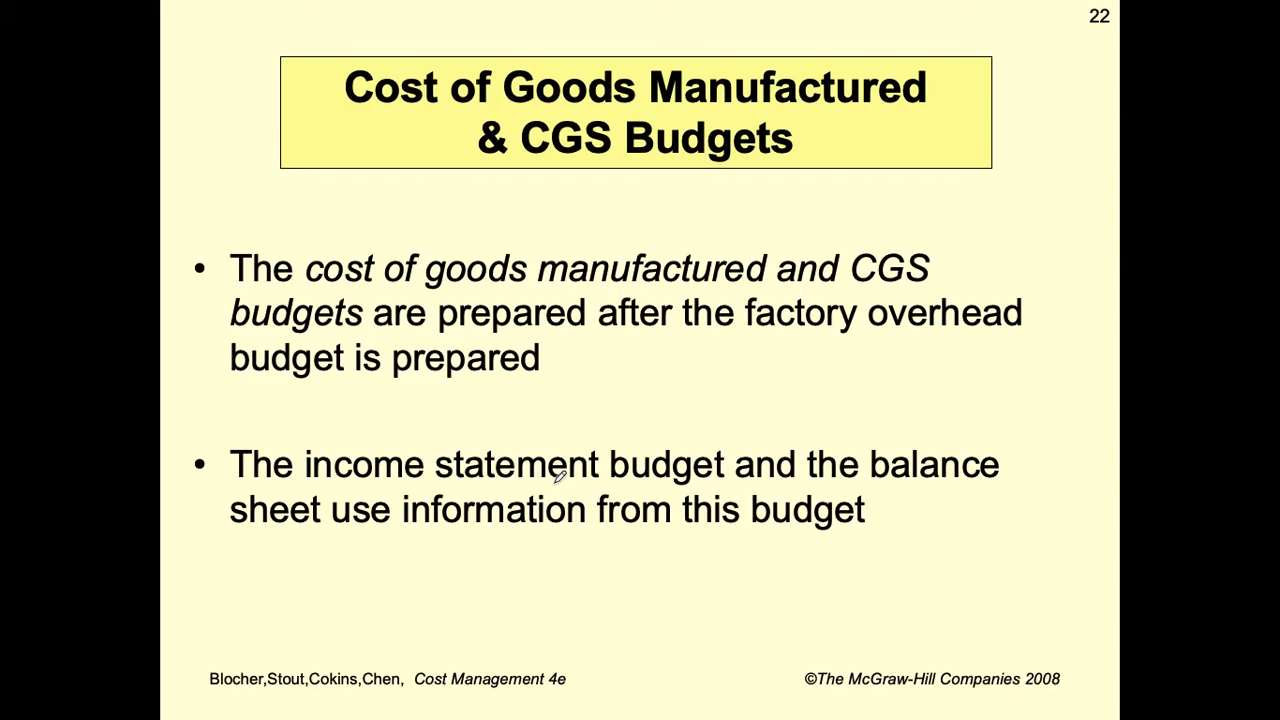 22
Cost of Goods Manufactured
& CGS Budgets
• The cost of goods manufactured and CGS
budgets are prepared after the factory overhead
budget is prepared
• The income statement budget and the balance
sheet use information from this budget
Blocher,Stout,Cokins,Chen, Cost Management 4e
©The McGraw-Hill Companies 2008